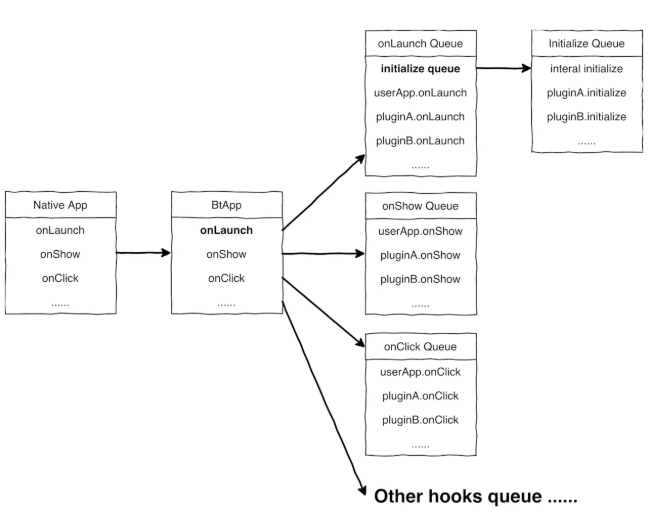 Native App
onLaunch
onShow
onClick
......
BtApp
onLaunch
onShow
onClick
......
onLaunch Queue
initialize queue
userApp.onLaunch
pluginA.onLaunch
pluginB.onLaunch
......
Initialize Queue
interal initialize
pluginA.initialize
pluginB.initialize
......
onShow Queue
userApp.onShow
pluginA.onShow
pluginB.onShow
......
onClick Queue
userApp.onClick
pluginA.onClick
pluginB.onClick
......
Other hooks queue ......